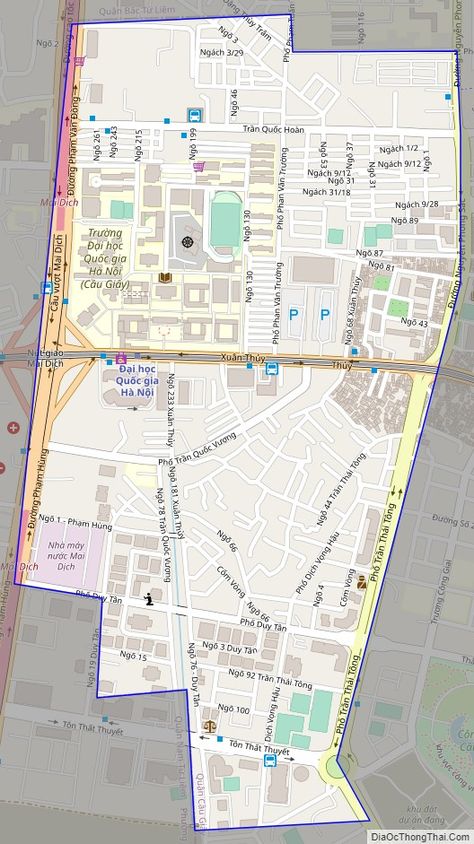 Quận Bắc Từ Liêm
Đặng Thùy Trâm
Phố Phạm Tuấn
Đường Nguyễn Phong
Ngõ 2
Ngõ 3
Ngách 3/29
Ngõ 46
Đường Phạm Văn Đồng
Ngõ 261
Ngõ 243
Ngõ 215
Ngõ 199
Trần Quốc Hoàn
Ngõ 53
Ngõ 37
Ngách 1/2
Ngách 9/12
Ngách 9/12
Ngõ 1
Ngõ 31
Ngõ 31
Ngách 31/18
Phố Phan Văn Trường
Mai Dịch
Ngách 9/28
Ngõ 89
Ngõ 130
Trường
Đại học
Quốc gia
Hà Nội
(Cầu Giấy)
Cầu vượt Mai Dịch
Ngõ 87
Ngõ 81
Đường Nguyễn Phong Sắc
Ngõ 130
Phố Phan Văn Trường
Ngõ 68 Xuân Thủy
P
P
Ngõ 43
Nút giao
Mai Dịch
Xuân Thủy
Thủy
Đại học
Quốc gia
Hà Nội
Ngõ 233 Xuân Thủy
Phố Trần Quốc Vượng
Đường Phạm Hùng
Ngõ 181 Xuân Thủy
Ngõ 78 Trần Quốc Vượng
Ngõ 44 Trần Thái Tông
Phố Trần Thái Tông
Ngõ 1 - Phạm Hùng
Ngõ 66
Phố Dịch Vọng Hậu
Đường Số 2
Nhà máy
nước Mai
Dịch
Mai Dịch
Cốm Vòng
Ngõ 4
Cốm Vòng
Trương Công Giai
Phố Duy Tân
Ngõ 66
Phố Duy Tân
Ngõ 19 Duy Tân
Ngõ 15
Ngõ 3 Duy Tân
Ngõ 76 - Duy Tân
Ngõ 92 Trần Thái Tông
Phố Trần Thái Tông
Ngõ 100
Dịch Vọng Hậu
Tôn Thất Thuyết
Tôn Thất Thuyết
Quận Nam Từ Liêm
Quận Cầu Giấy
Phường
khu đất
dự án đang
DiaOcThongThai.Com